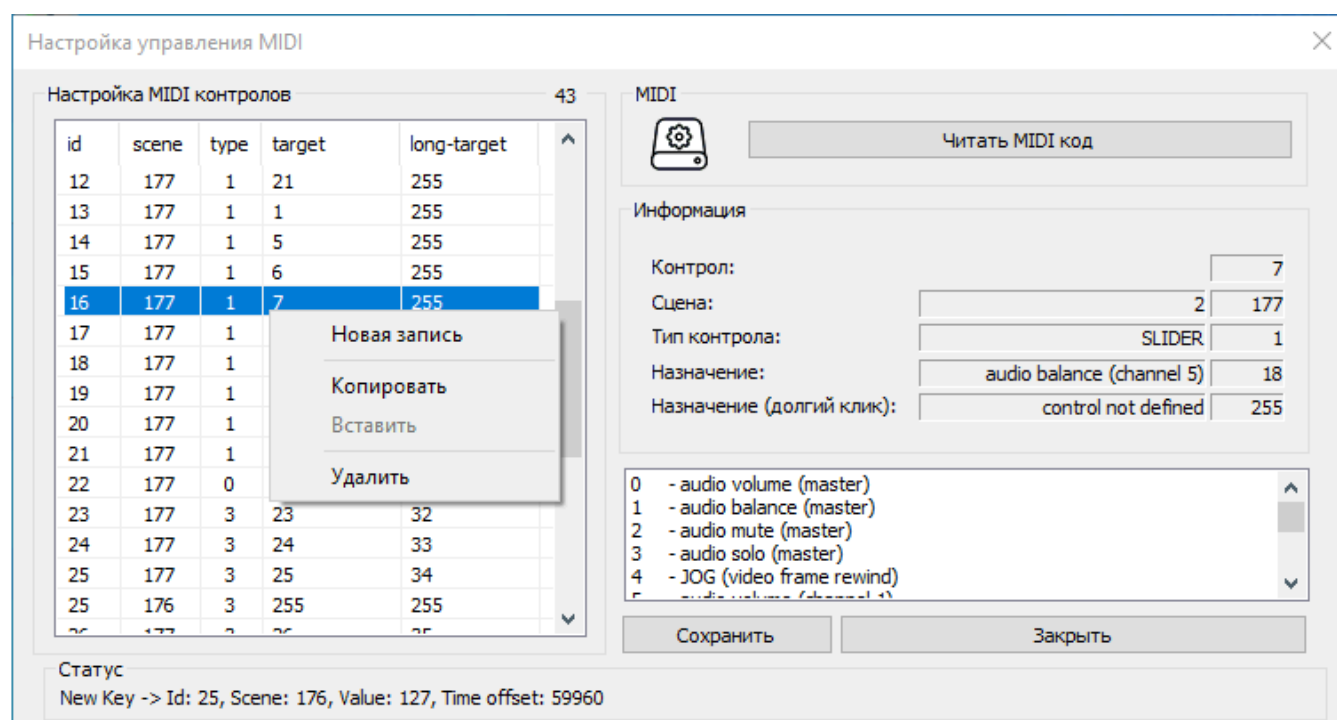 Настройка управления MIDI
Настройка MIDI контролов 43
id scene type target long-target
12 177 1 21 255
13 177 1 1 255
14 177 1 5 255
15 177 1 6 255
16 177 1 7 255
17 177 1
18 177 1
19 177 1
20 177 1
21 177 1
22 177 0
23 177 3 23 32
24 177 3 24 33
25 177 3 25 34
25 176 3 255 255
Новая запись
Копировать
Вставить
Удалить
MIDI
Читать MIDI код
Информация
Контрол: 7
Сцена: 2 177
Тип контрола: SLIDER 1
Назначение: audio balance (channel 5) 18
Назначение (долгий клик): control not defined 255
0 - audio volume (master)
1 - audio balance (master)
2 - audio mute (master)
3 - audio solo (master)
4 - JOG (video frame rewind)
Сохранить Закрыть
Статус
New Key -> Id: 25, Scene: 176, Value: 127, Time offset: 59960